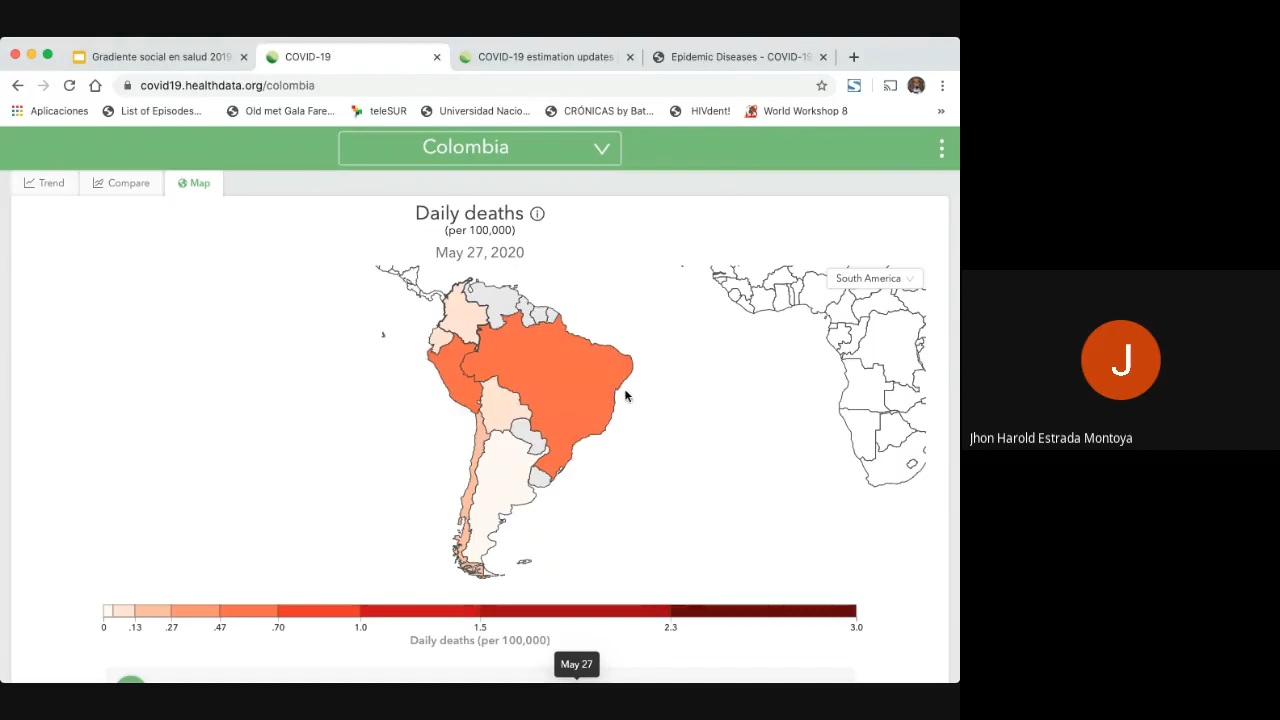 Gradiente social en salud 2019
COVID-19
COVID-19 estimation updates
Epidemic Diseases - COVID-19
covid19.healthdata.org/colombia
Aplicaciones
List of Episodes...
Old met Gala Fare...
teleSUR
Universidad Nacio...
CRÓNICAS by Bat...
HIVdent!
World Workshop 8
»
Colombia
Trend
Compare
Map
Daily deaths
(per 100,000)
May 27, 2020
South America
J
Jhon Harold Estrada Montoya
0 .13 .27 .47 .70 1.0 1.5 2.3 3.0
Daily deaths (per 100,000)
May 27